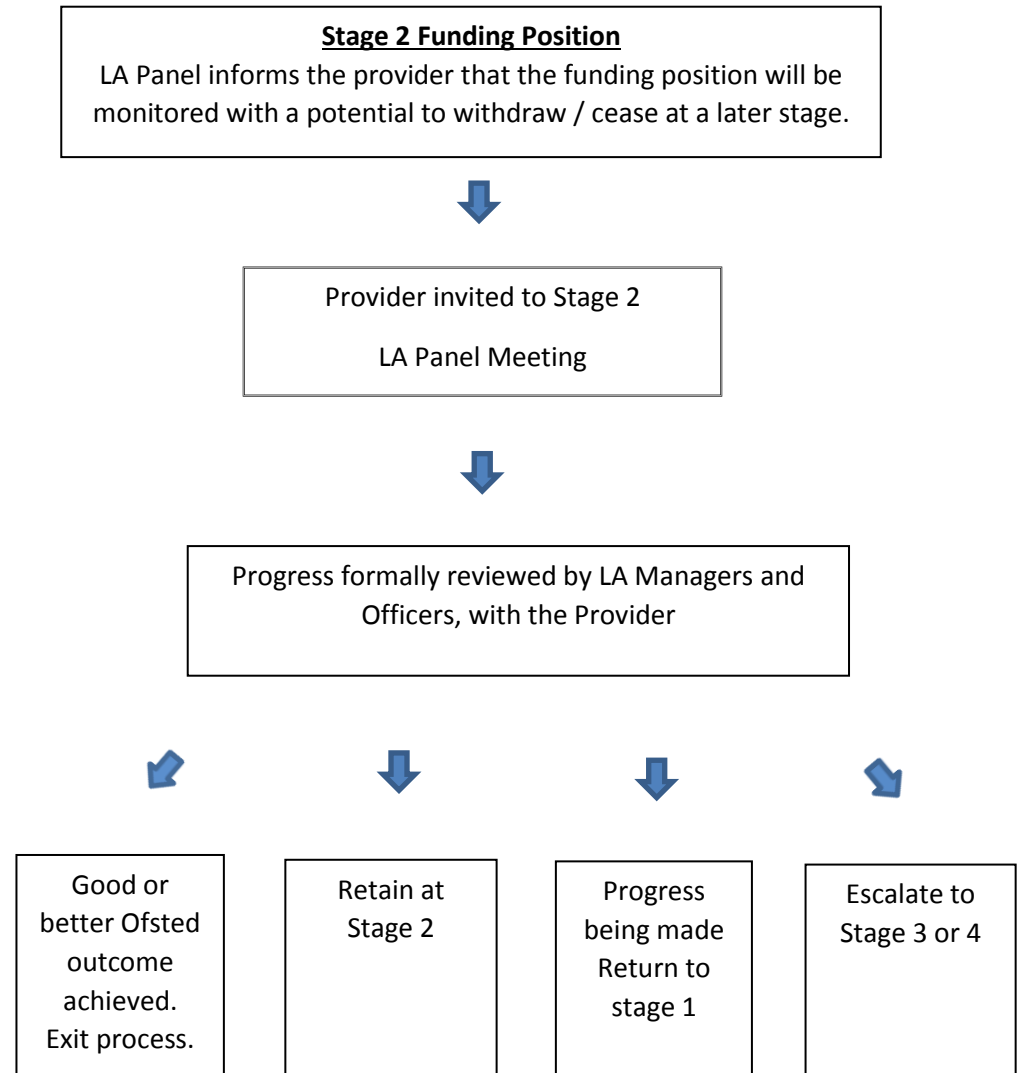 Stage 2 Funding Position
LA Panel informs the provider that the funding position will be
monitored with a potential to withdraw / cease at a later stage.
Provider invited to Stage 2
LA Panel Meeting
Progress formally reviewed by LA Managers and
Officers, with the Provider
Good or
better Ofsted
outcome
achieved.
Exit process.
Retain at
Stage 2
Progress
being made
Return to
stage 1
Escalate to
Stage 3 or 4